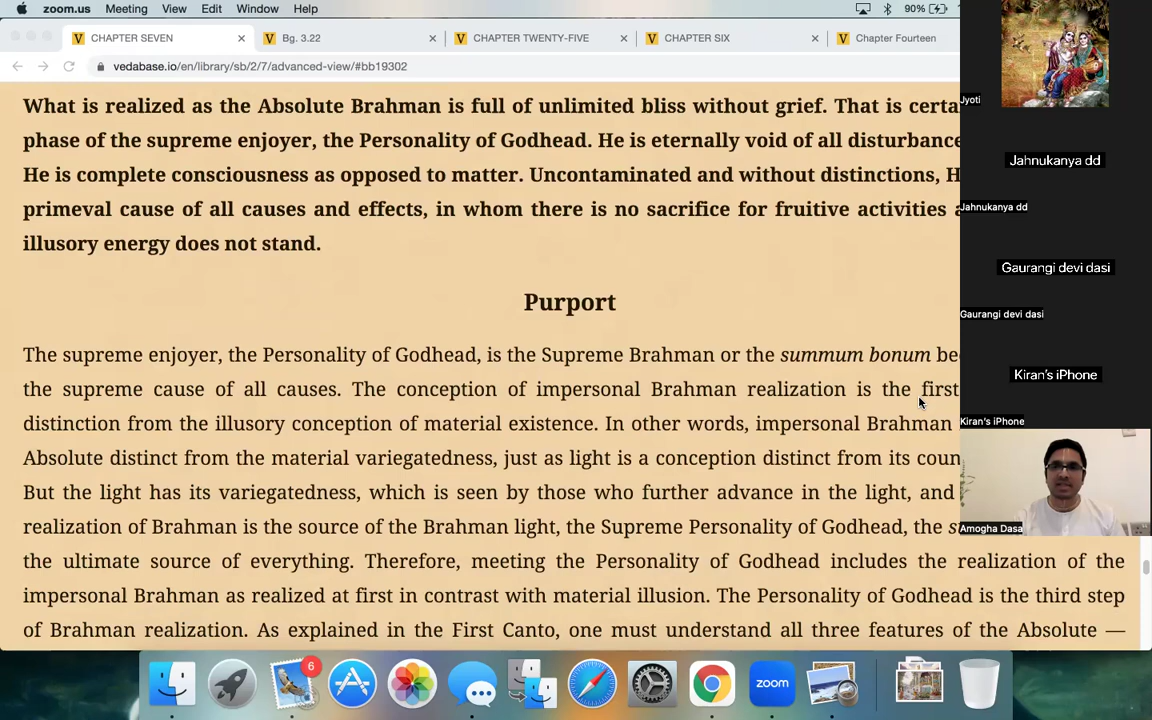 zoom.us Meeting View Edit Window Help 90%
CHAPTER SEVEN Bg. 3.22 CHAPTER TWENTY-FIVE CHAPTER SIX Chapter Fourteen
vedabase.io/en/library/sb/2/7/advanced-view/#bb19302
What is realized as the Absolute Brahman is full of unlimited bliss without grief. That is
phase of the supreme enjoyer, the Personality of Godhead. He is eternally void of all disturbance
He is complete consciousness as opposed to matter. Uncontaminated and without distinctions, H
primeval cause of all causes and effects, in whom there is no sacrifice for fruitive activities
illusory energy does not stand.
Purport
The supreme enjoyer, the Personality of Godhead, is the Supreme Brahman or the summum bonum be
the supreme cause of all causes. The conception of impersonal Brahman realization is the first
distinction from the illusory conception of material existence. In other words, impersonal Brahman
Absolute distinct from the material variegatedness, just as light is a conception distinct from its coun
But the light has its variegatedness, which is seen by those who further advance in the light, and
realization of Brahman is the source of the Brahman light, the Supreme Personality of Godhead, the
the ultimate source of everything. Therefore, meeting the Personality of Godhead includes the realization of the
impersonal Brahman as realized at first in contrast with material illusion. The Personality of Godhead is the third step
of Brahman realization. As explained in the First Canto, one must understand all three features of the Absolute —
Jyoti
Jahnukanya dd
Jahnukanya dd
Gaurangi devi dasi
Gaurangi devi dasi
Kiran's iPhone
Kiran's iPhone
Amogha Dasa
6
zoom